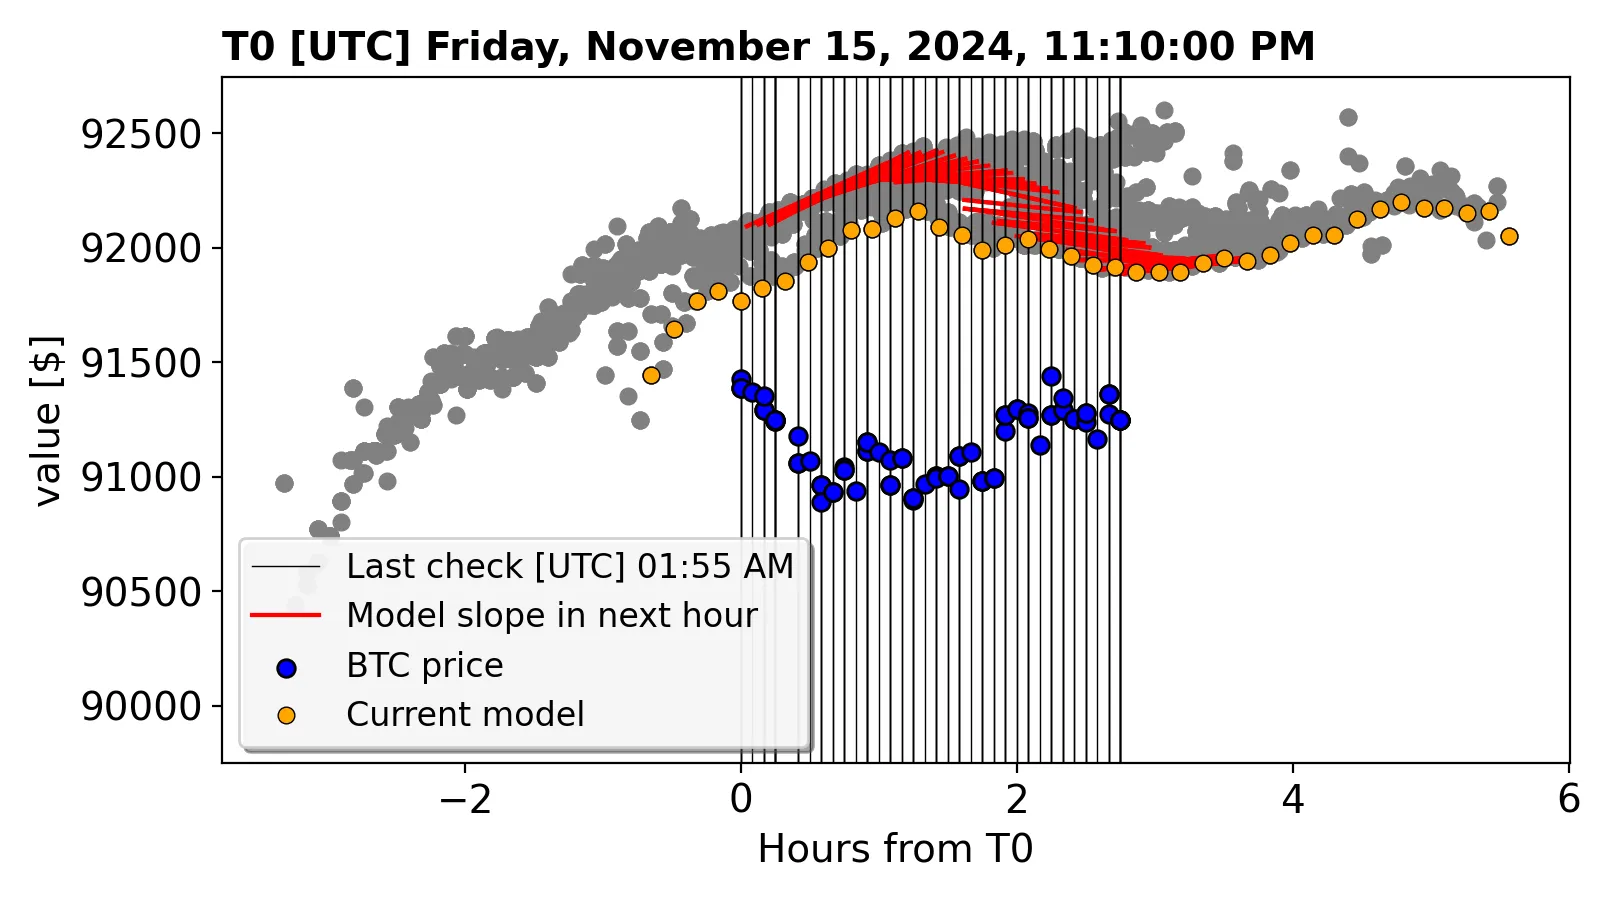 T0 [UTC] Friday, November 15, 2024, 11:10:00 PM
value [$]
92500
92000
91500
91000
90500
90000
Last check [UTC] 01:55 AM
Model slope in next hour
BTC price
Current model
−2 0 2 4 6
Hours from T0